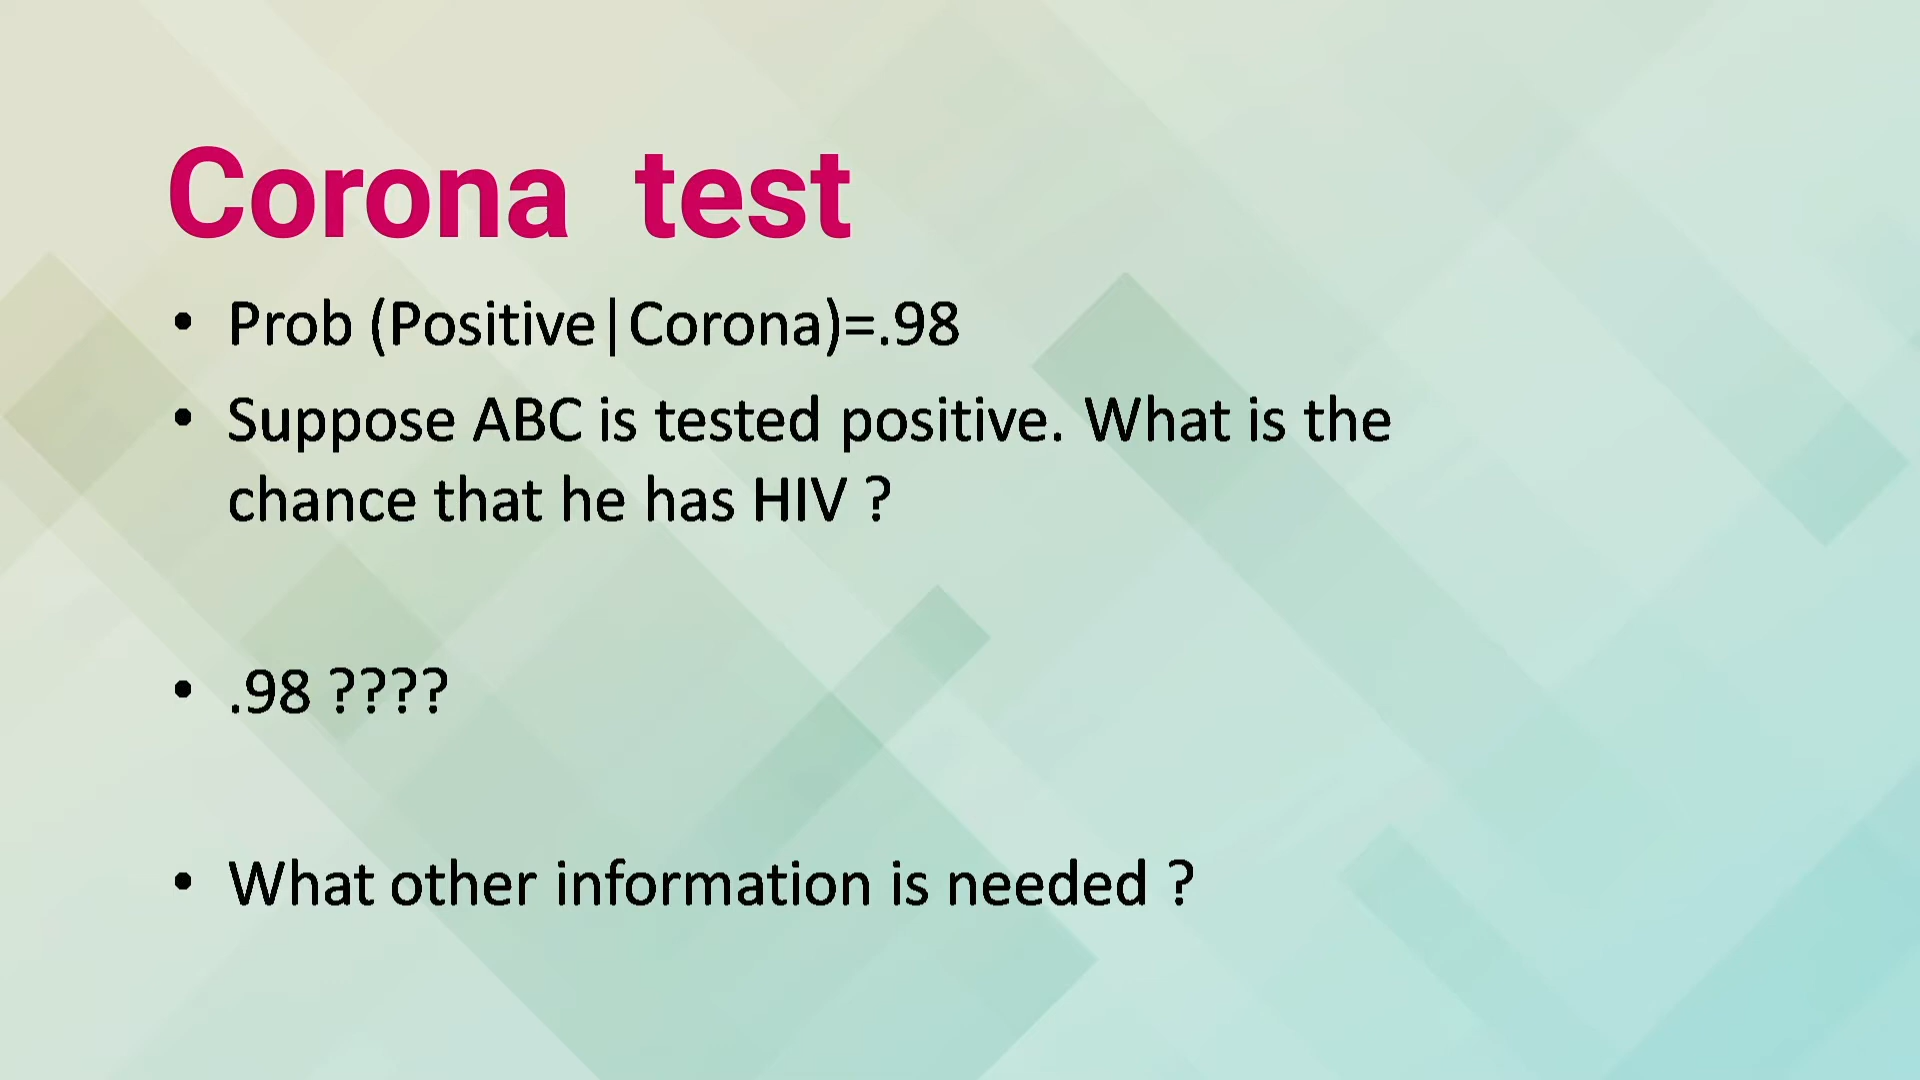 Corona test
• Prob (Positive|Corona)=.98
• Suppose ABC is tested positive. What is the
chance that he has HIV ?
• .98 ????
• What other information is needed ?